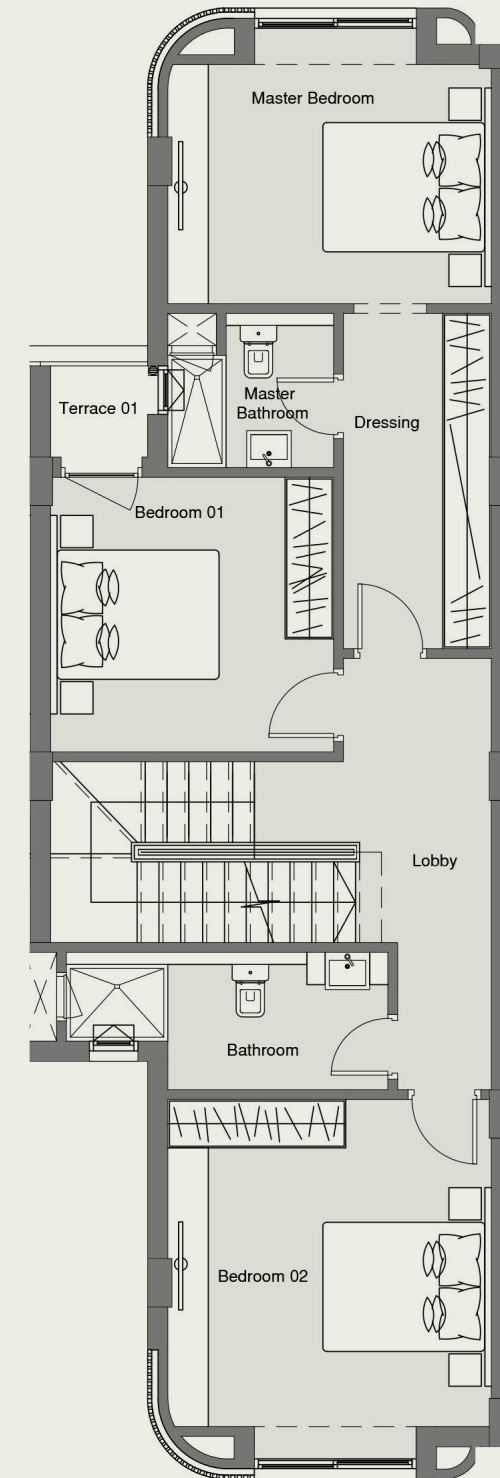 Master Bedroom
Master
Bathroom
Terrace 01
Dressing
Bedroom 01
Lobby
Bathroom
Bedroom 02